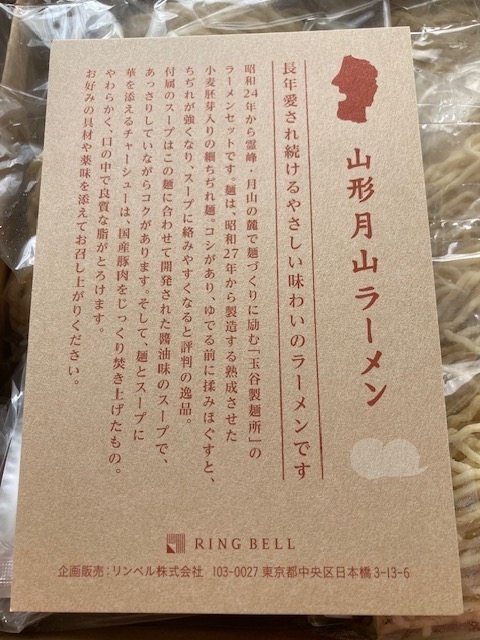 山形月山ラーメン
長年愛され続けるやさしい味わいのラーメンです
昭和24年から霊峰・月山の麓で麺づくりに励む「玉谷製麺所」の
ラーメンセットです。麺は、昭和27年から製造する熟成させた
小麦胚芽入りの細ちぢれ麺。コシがあり、ゆでる前に揉みほぐすと、
ちぢれが強くなり、スープに絡みやすくなると評判の逸品。
付属のスープはこの麺に合わせて開発された醤油味のスープで、
あっさりしていながらコクがあります。そして、麺とスープに
華を添えるチャーシューは、国産豚肉をじっくり焚き上げたもの。
やわらかく、口の中で良質な脂がとろけます。
お好みの具材や薬味を添えてお召し上がりください。
RING BELL
企画販売：リンベル株式会社 103-0027 東京都中央区日本橋3-13-6